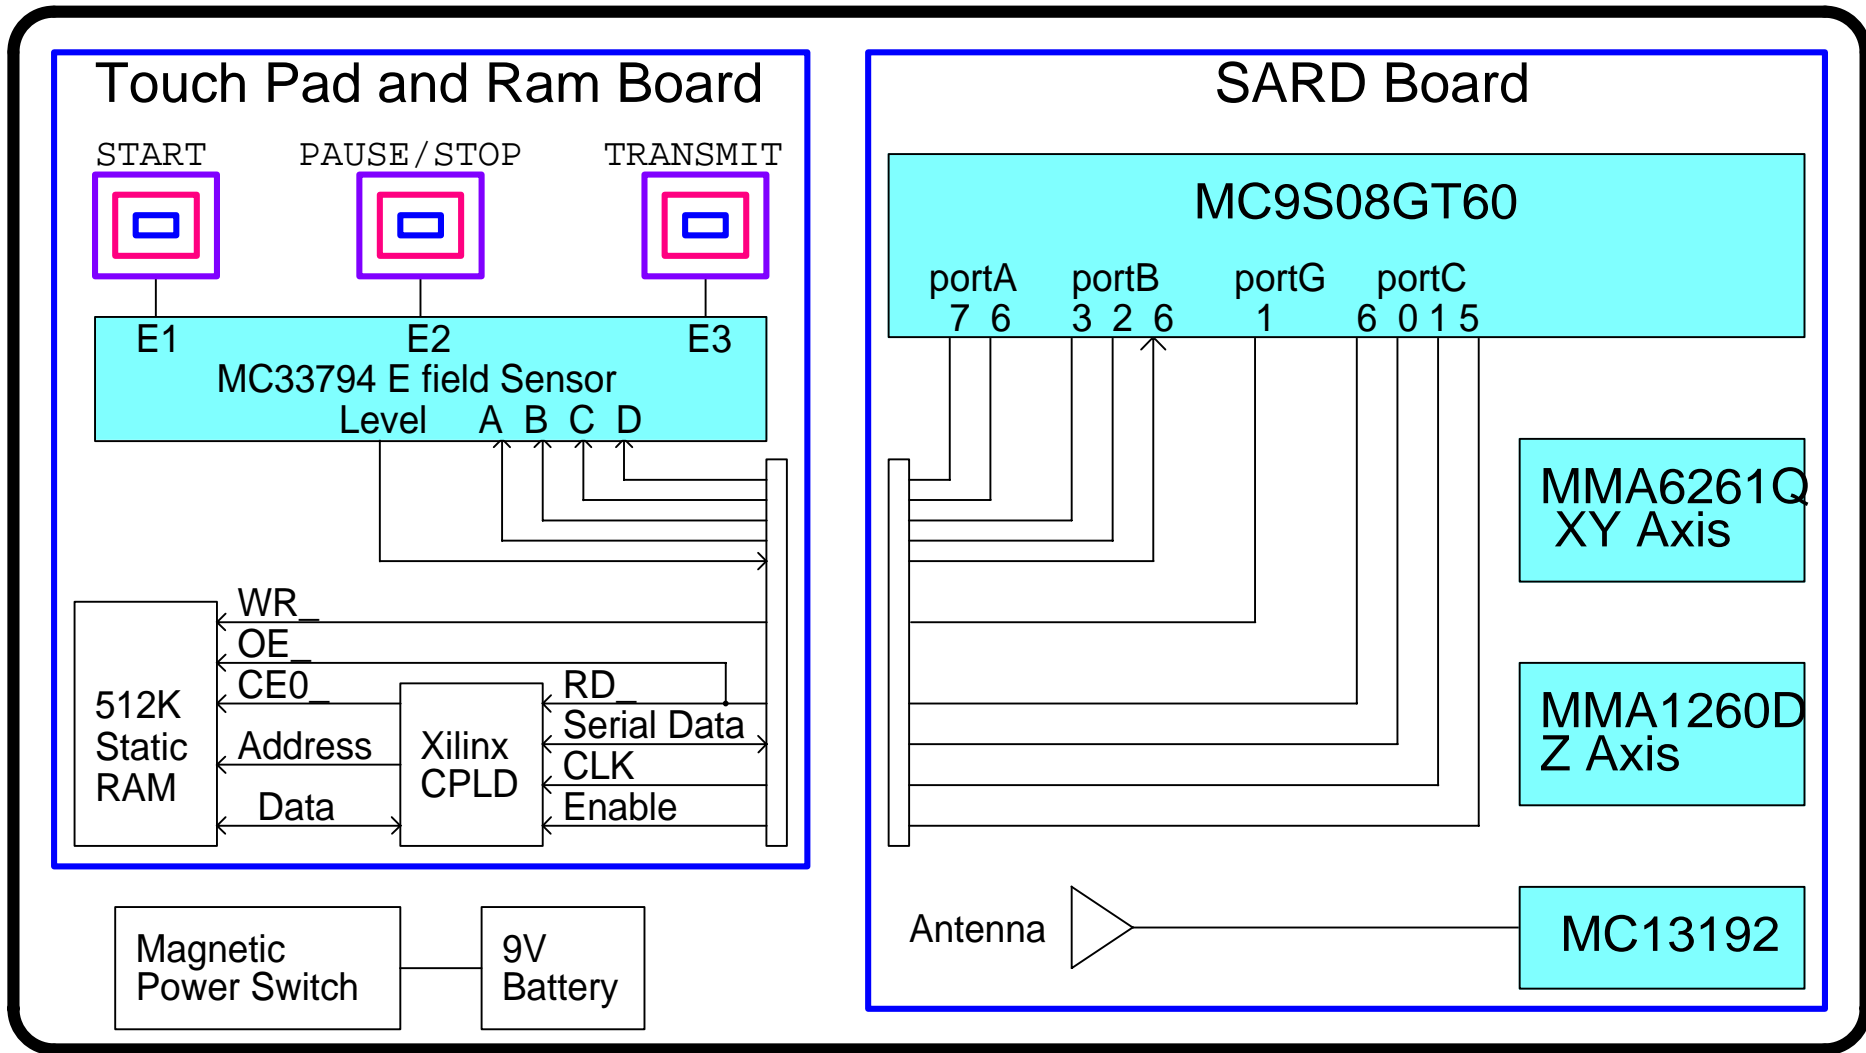 Touch Pad and Ram Board
START PAUSE/STOP TRANSMIT
E1 E2 E3
MC33794 E field Sensor
Level A B C D
WR_
OE_
CE0_
RD_
512K
Static
RAM
Address
Data
Xilinx
CPLD
Serial Data
CLK
Enable
Magnetic
Power Switch
9V
Battery
SARD Board
MC9S08GT60
portA portB portG portC
7 6 3 2 6 1 6 0 1 5
MMA6261Q
XY Axis
MMA1260D
Z Axis
Antenna
MC13192